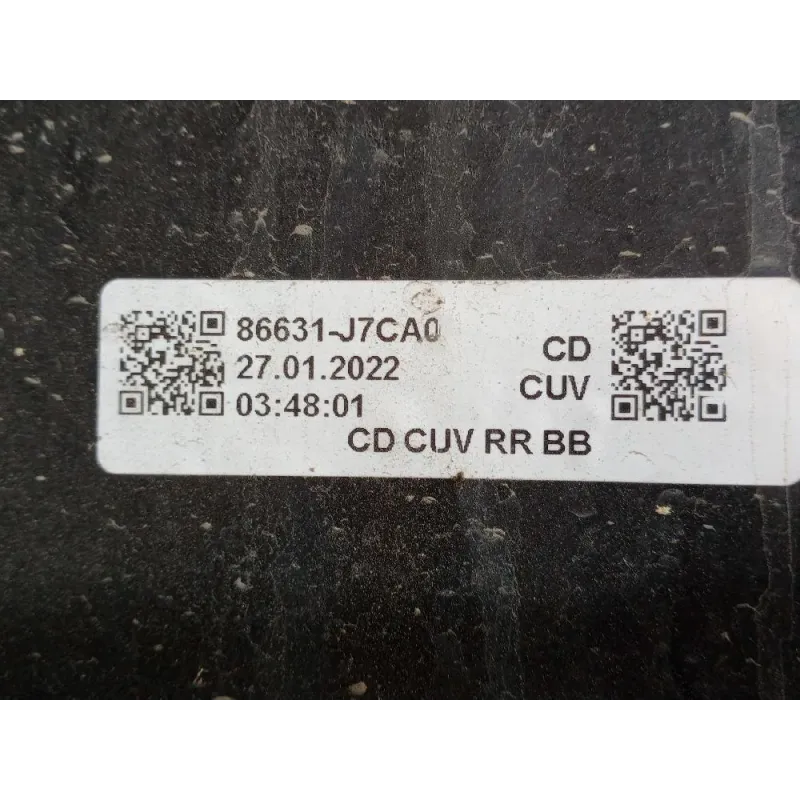 86631-J7CA0
27.01.2022
03:48:01
CD
CUV
CD CUV RR BB